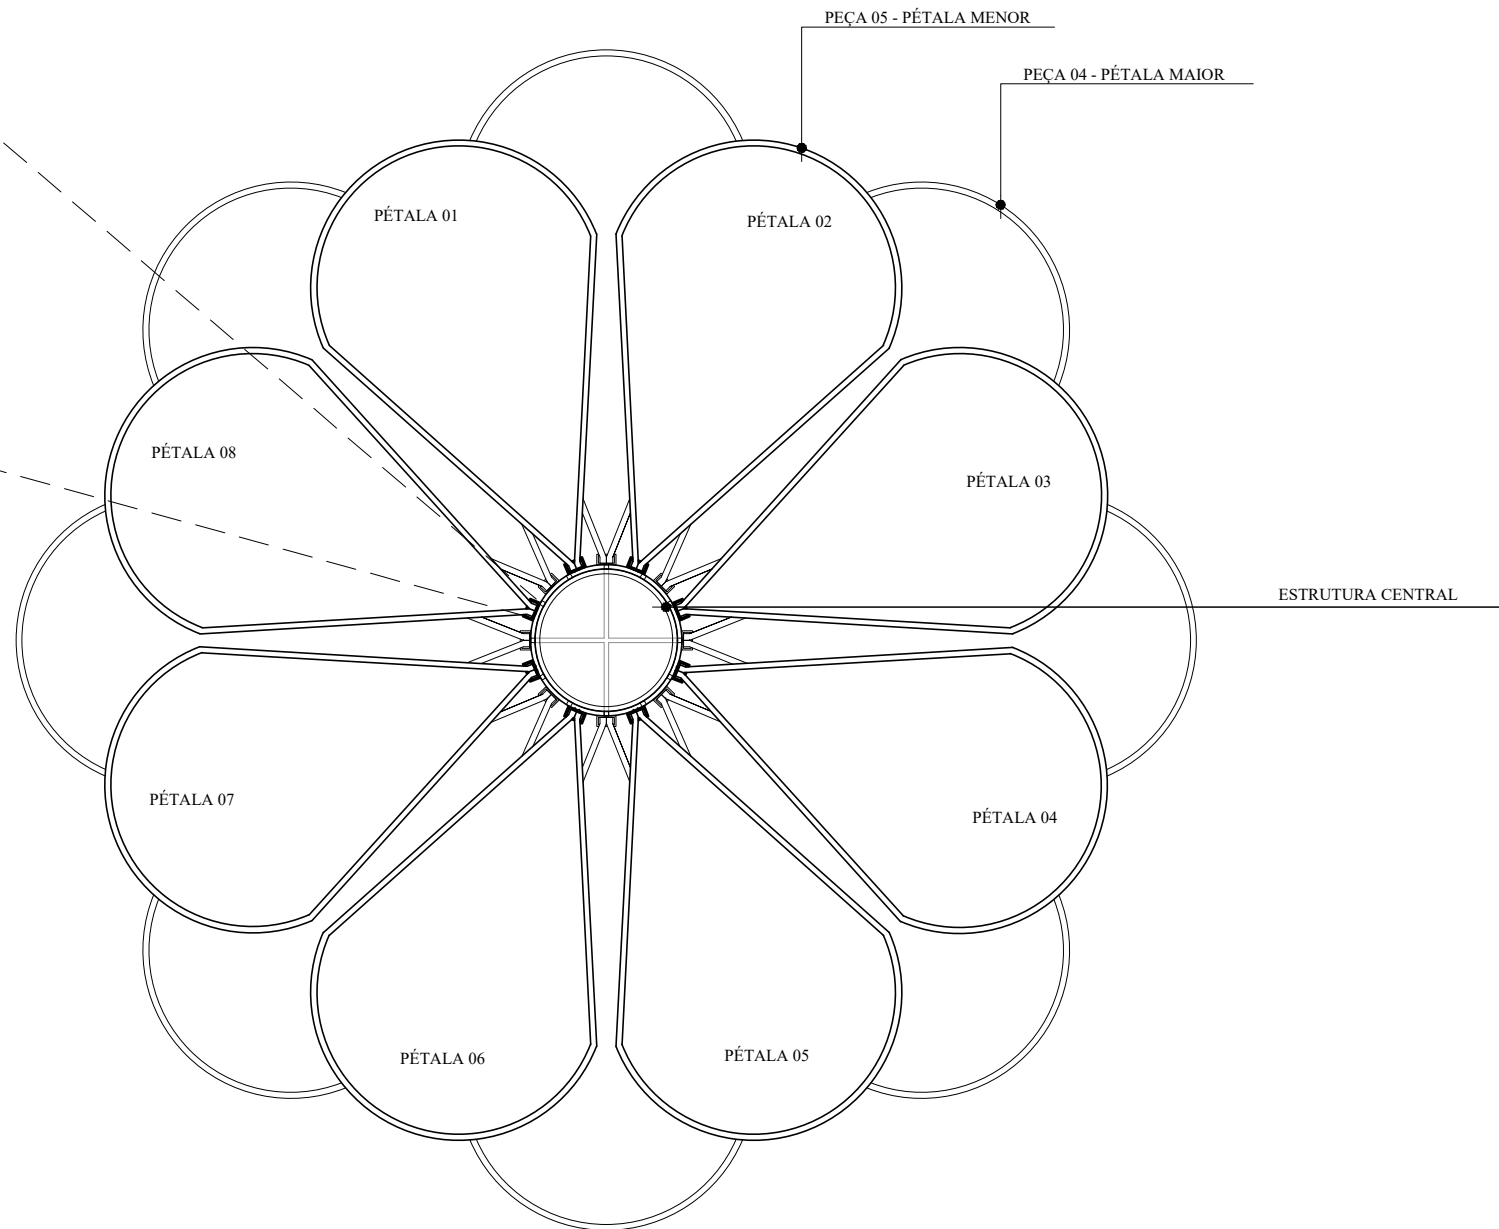 PEÇA 05 - PÉTALA MENOR
PEÇA 04 - PÉTALA MAIOR
PÉTALA 01
PÉTALA 02
PÉTALA 08
PÉTALA 03
ESTRUTURA CENTRAL
PÉTALA 07
PÉTALA 04
PÉTALA 06
PÉTALA 05